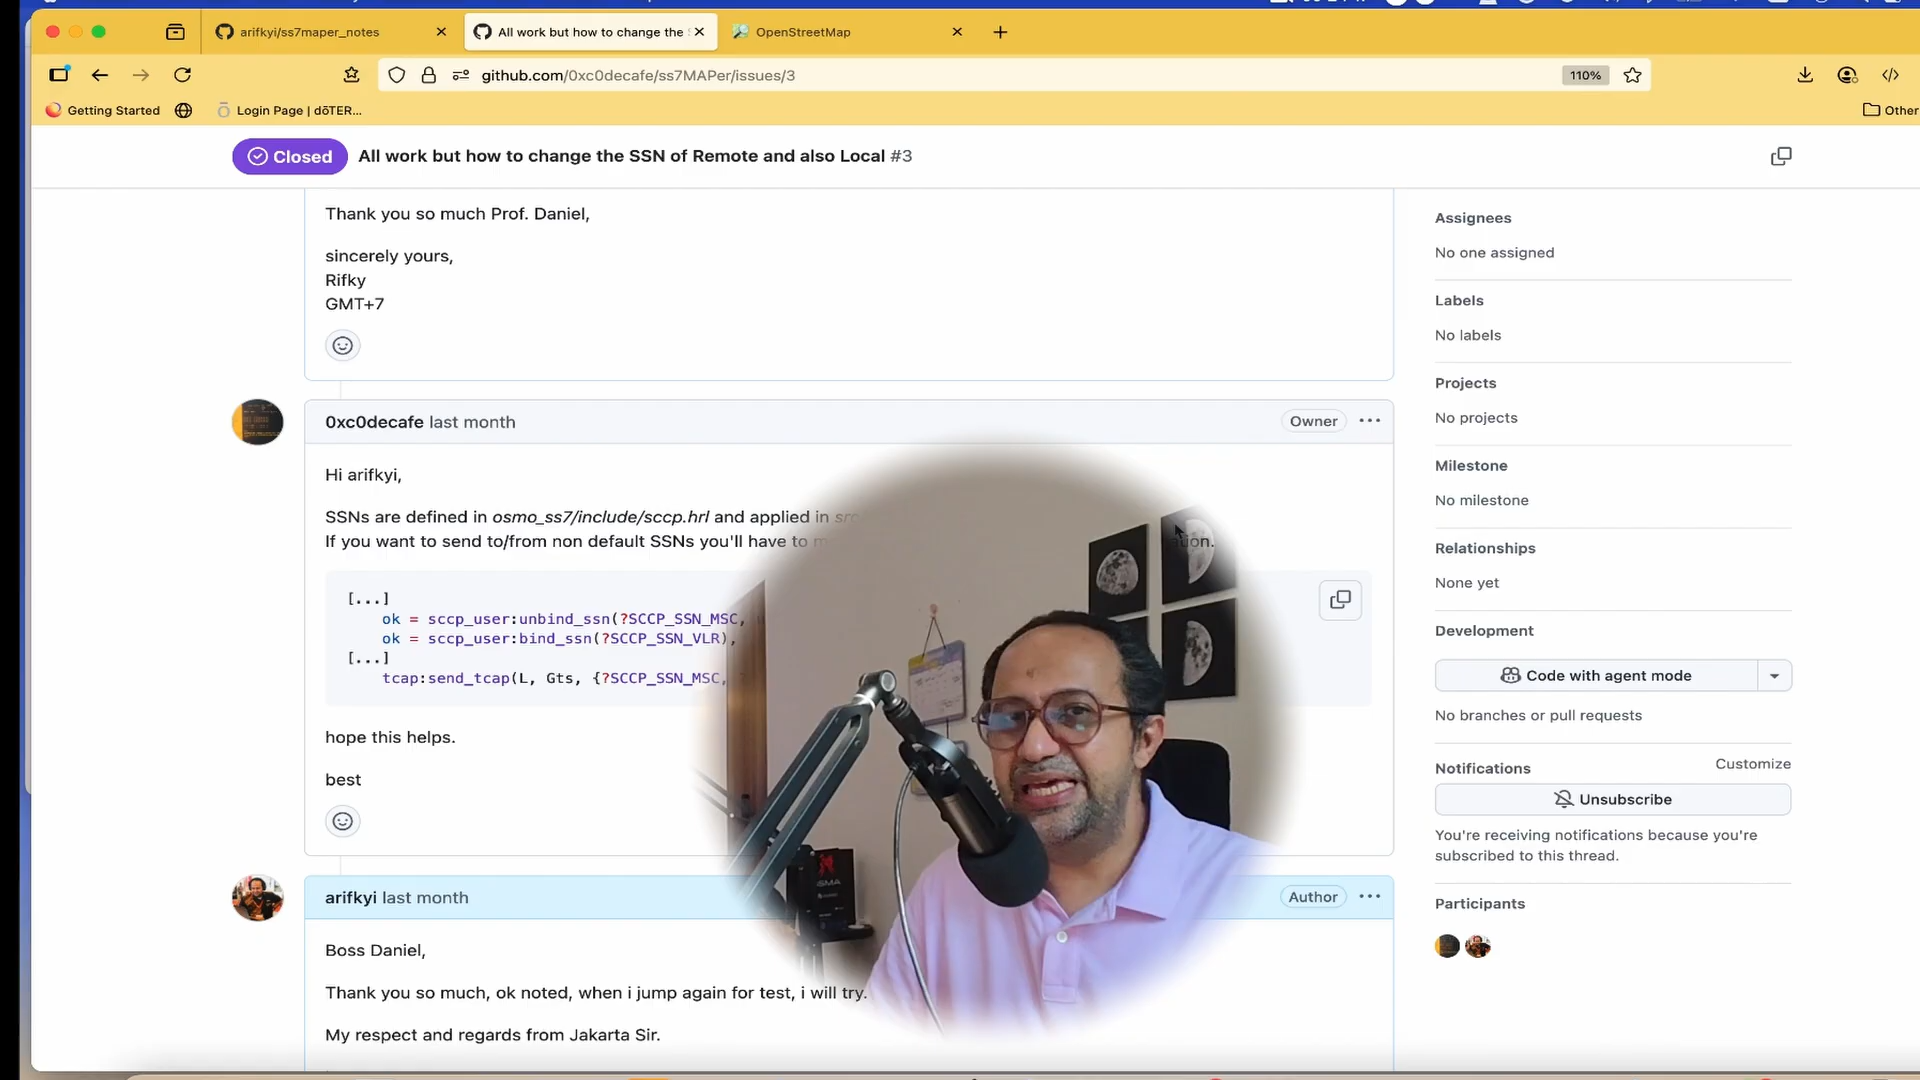 arifkyi/ss7maper_notes
All work but how to change the
OpenStreetMap
github.com/0xc0decafe/ss7MAPer/issues/3
110%
Getting Started
Login Page | dōTER...
Other
Closed
All work but how to change the SSN of Remote and also Local #3
Thank you so much Prof. Daniel,
sincerely yours,
Rifky
GMT+7
0xc0decafe last month
Owner
Hi arifkyi,
SSNs are defined in osmo_ss7/include/sccp.hrl and applied in
If you want to send to/from non default SSNs you'll have to
[...]
ok = sccp_user:unbind_ssn(?SCCP_SSN_MSC,
ok = sccp_user:bind_ssn(?SCCP_SSN_VLR),
[...]
tcap:send_tcap(L, Gts, {?SCCP_SSN_MSC,
hope this helps.
best
arifkyi last month
Author
Boss Daniel,
Thank you so much, ok noted, when i jump again for test, i will try.
My respect and regards from Jakarta Sir.
Assignees
No one assigned
Labels
No labels
Projects
No projects
Milestone
No milestone
Relationships
None yet
Development
Code with agent mode
No branches or pull requests
Notifications
Customize
Unsubscribe
You're receiving notifications because you're
subscribed to this thread.
Participants